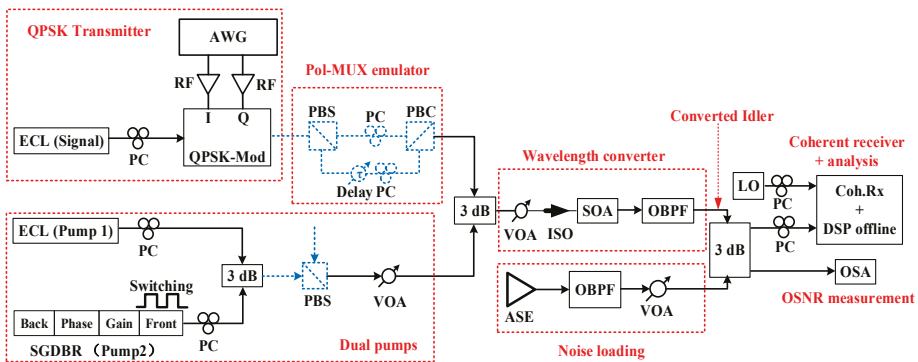 QPSK Transmitter
AWG
RF
RF
I
Q
ECL (Signal)
PC
QPSK-Mod
Pol-MUX emulator
PBS
PC
PBC
τ
Delay
PC
Converted Idler
Coherent receiver
+ analysis
Wavelength converter
LO
PC
Coh.Rx
+
DSP offline
3 dB
VOA
ISO
SOA
OBPF
3 dB
PC
OSA
OSNR measurement
ECL (Pump 1)
PC
3 dB
PBS
VOA
Switching
Back
Phase
Gain
Front
PC
SGDBR （Pump2）
Dual pumps
ASE
OBPF
VOA
Noise loading